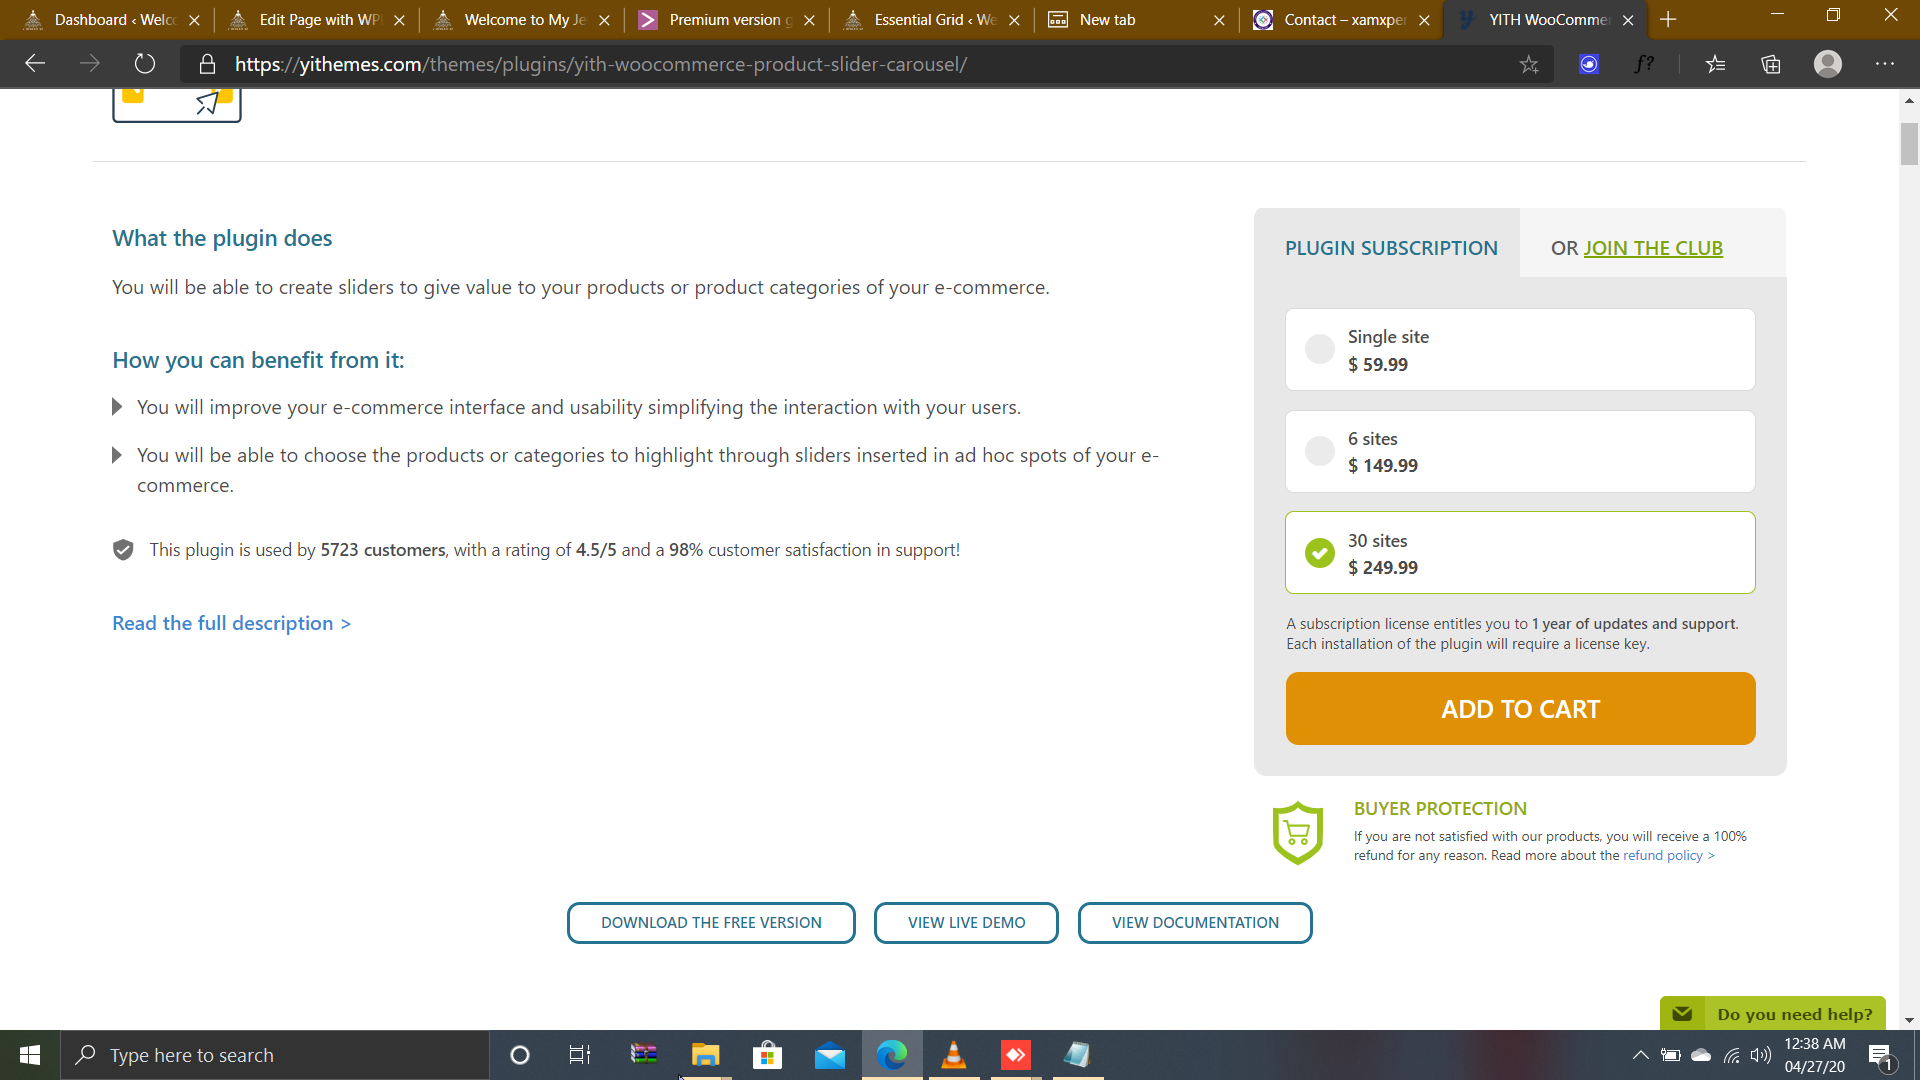 Dashboard ‹ Welc
Edit Page with WP
Welcome to My Je
Premium version g
Essential Grid ‹ We
New tab
Contact – xamxper
YITH WooCommer
https://yithemes.com/themes/plugins/yith-woocommerce-product-slider-carousel/
f?
What the plugin does
You will be able to create sliders to give value to your products or product categories of your e-commerce.
How you can benefit from it:
You will improve your e-commerce interface and usability simplifying the interaction with your users.
You will be able to choose the products or categories to highlight through sliders inserted in ad hoc spots of your e-
commerce.
This plugin is used by 5723 customers, with a rating of 4.5/5 and a 98% customer satisfaction in support!
Read the full description >
PLUGIN SUBSCRIPTION
OR JOIN THE CLUB
Single site
$ 59.99
6 sites
$ 149.99
30 sites
$ 249.99
A subscription license entitles you to 1 year of updates and support.
Each installation of the plugin will require a license key.
ADD TO CART
BUYER PROTECTION
If you are not satisfied with our products, you will receive a 100%
refund for any reason. Read more about the refund policy >
DOWNLOAD THE FREE VERSION
VIEW LIVE DEMO
VIEW DOCUMENTATION
Do you need help?
Type here to search
12:38 AM
04/27/20
1